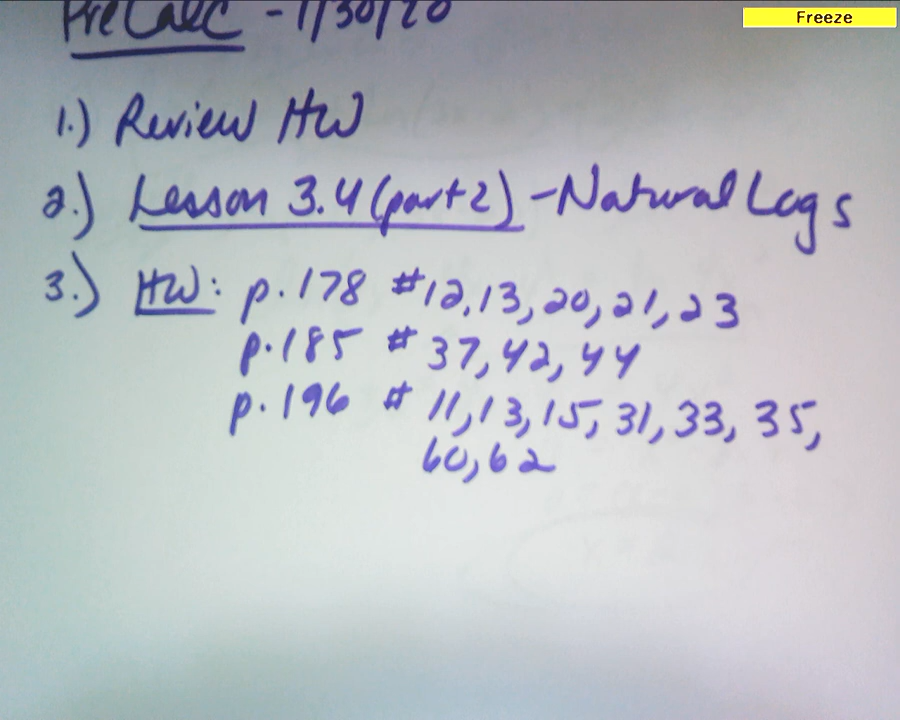 Freeze
PreCalc - 1/30/20
1.) Review HW
2.) Lesson 3.4 (part 2) - Natural Logs
3.) HW: p. 178 # 12, 13, 20, 21, 23
p. 185 # 37, 42, 44
p. 196 # 11, 13, 15, 31, 33, 35,
60, 62